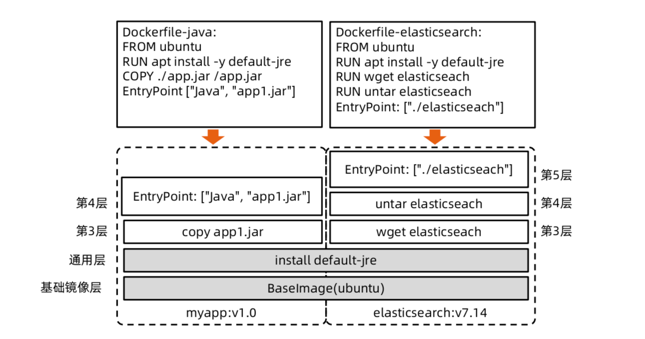 Dockerfile-java:
FROM ubuntu
RUN apt install -y default-jre
COPY ./app.jar /app.jar
EntryPoint ["Java", "app1.jar"]
Dockerfile-elasticsearch:
FROM ubuntu
RUN apt install -y default-jre
RUN wget elasticseach
RUN untar elasticseach
EntryPoint: ["./elasticseach"]
EntryPoint: ["./elasticseach"]
第5层
第4层
EntryPoint: ["Java", "app1.jar"]
untar elasticseach
第4层
第3层
copy app1.jar
wget elasticseach
第3层
通用层
install default-jre
基础镜像层
BaseImage(ubuntu)
myapp:v1.0
elasticsearch:v7.14